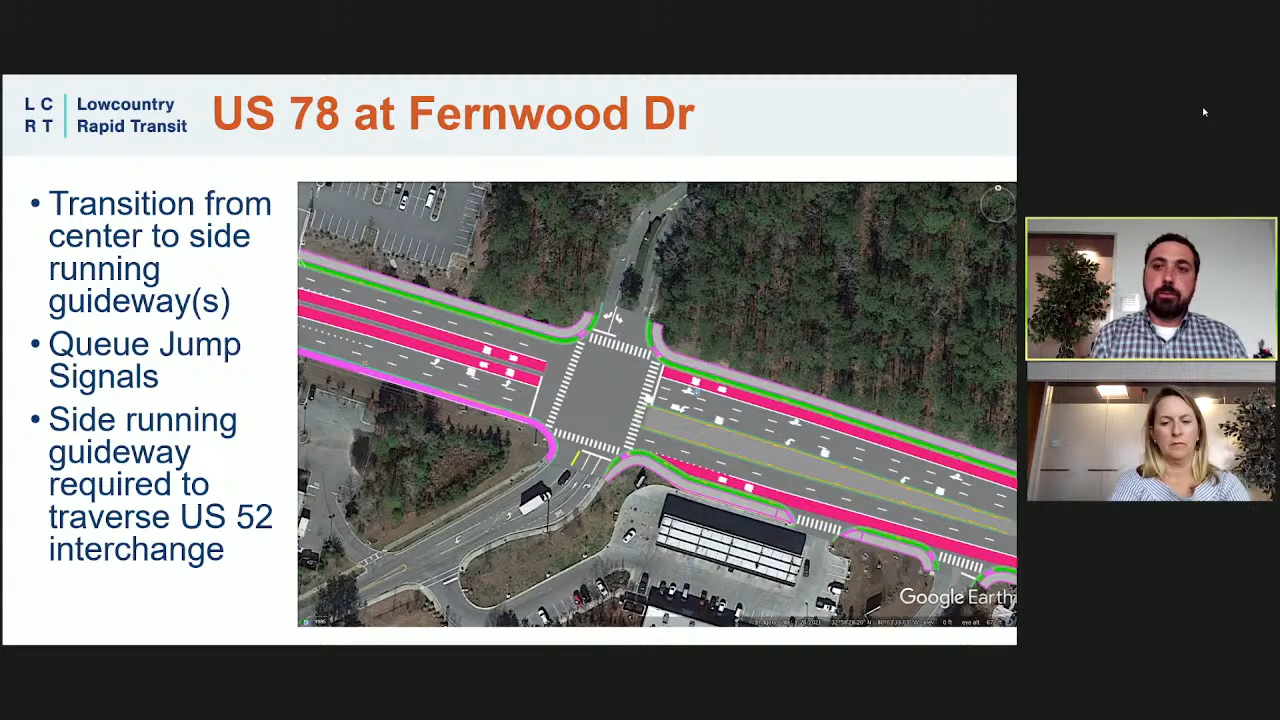 L C
R T
Lowcountry
Rapid Transit
US 78 at Fernwood Dr
• Transition from
center to side
running
guideway(s)
• Queue Jump
Signals
• Side running
guideway
required to
traverse US 52
interchange
Google Earth